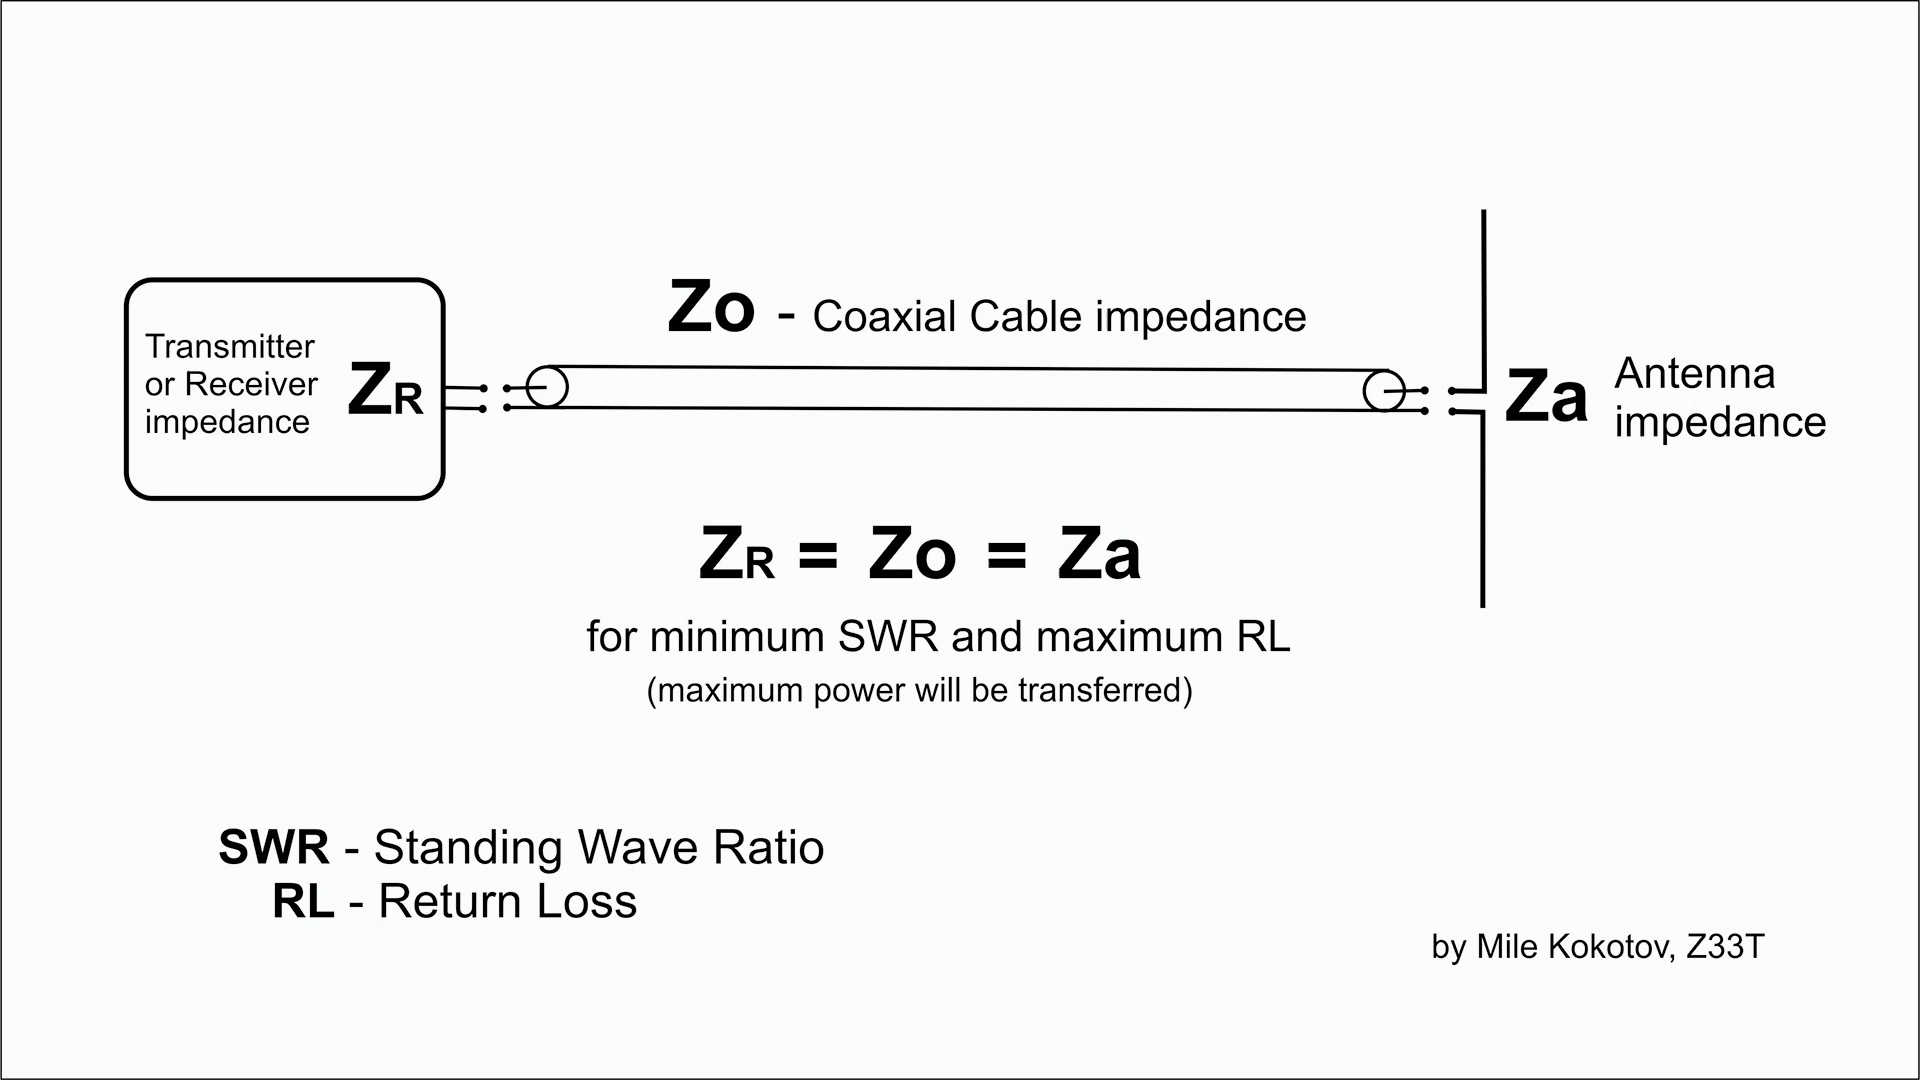 Zo - Coaxial Cable impedance
Transmitter
or Receiver
impedance
ZR
Za
Antenna
impedance
ZR = Zo = Za
for minimum SWR and maximum RL
(maximum power will be transferred)
SWR - Standing Wave Ratio
RL - Return Loss
by Mile Kokotov, Z33T